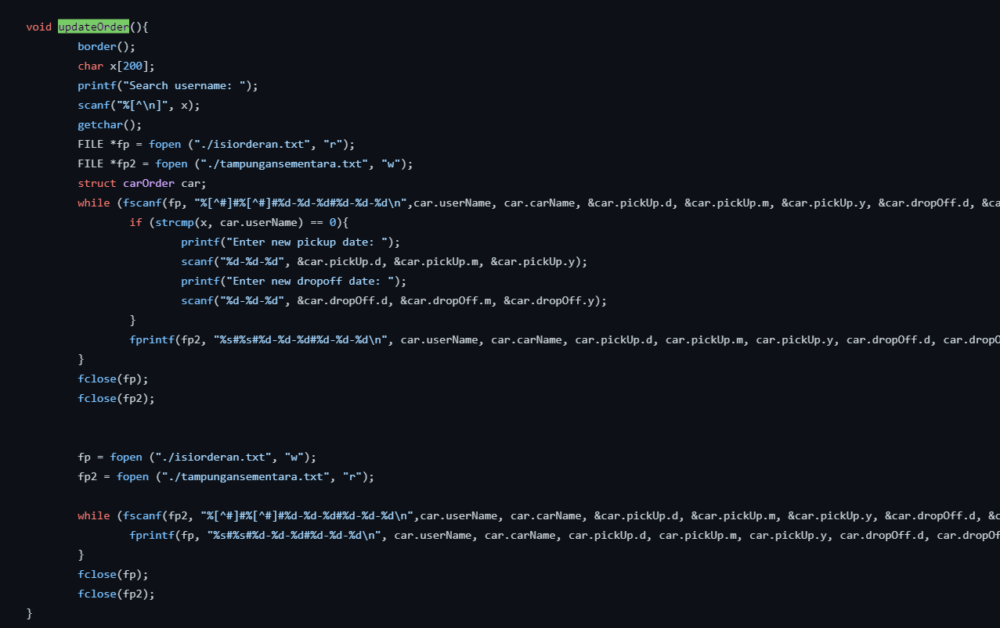 void updateOrder(){
border();
char x[200];
printf("Search username: ");
scanf("%[^\n]", x);
getchar();
FILE *fp = fopen ("./isiorderan.txt", "r");
FILE *fp2 = fopen ("./tampungansementara.txt", "w");
struct carOrder car;
while (fscanf(fp, "%[^#]#%[^#]#%d-%d-%d#%d-%d-%d\n",car.userName, car.carName, &car.pickUp.d, &car.pickUp.m, &car.pickUp.y, &car.dropOff.d, &ca
if (strcmp(x, car.userName) == 0){
printf("Enter new pickup date: ");
scanf("%d-%d-%d", &car.pickUp.d, &car.pickUp.m, &car.pickUp.y);
printf("Enter new dropoff date: ");
scanf("%d-%d-%d", &car.dropOff.d, &car.dropOff.m, &car.dropOff.y);
}
fprintf(fp2, "%s#%s#%d-%d-%d#%d-%d-%d\n", car.userName, car.carName, car.pickUp.d, car.pickUp.m, car.pickUp.y, car.dropOff.d, car.dropO
}
fclose(fp);
fclose(fp2);
fp = fopen ("./isiorderan.txt", "w");
fp2 = fopen ("./tampungansementara.txt", "r");
while (fscanf(fp2, "%[^#]#%[^#]#%d-%d-%d#%d-%d-%d\n",car.userName, car.carName, &car.pickUp.d, &car.pickUp.m, &car.pickUp.y, &car.dropOff.d, &c
fprintf(fp, "%s#%s#%d-%d-%d#%d-%d-%d\n", car.userName, car.carName, car.pickUp.d, car.pickUp.m, car.pickUp.y, car.dropOff.d, car.dropOf
}
fclose(fp);
fclose(fp2);
}